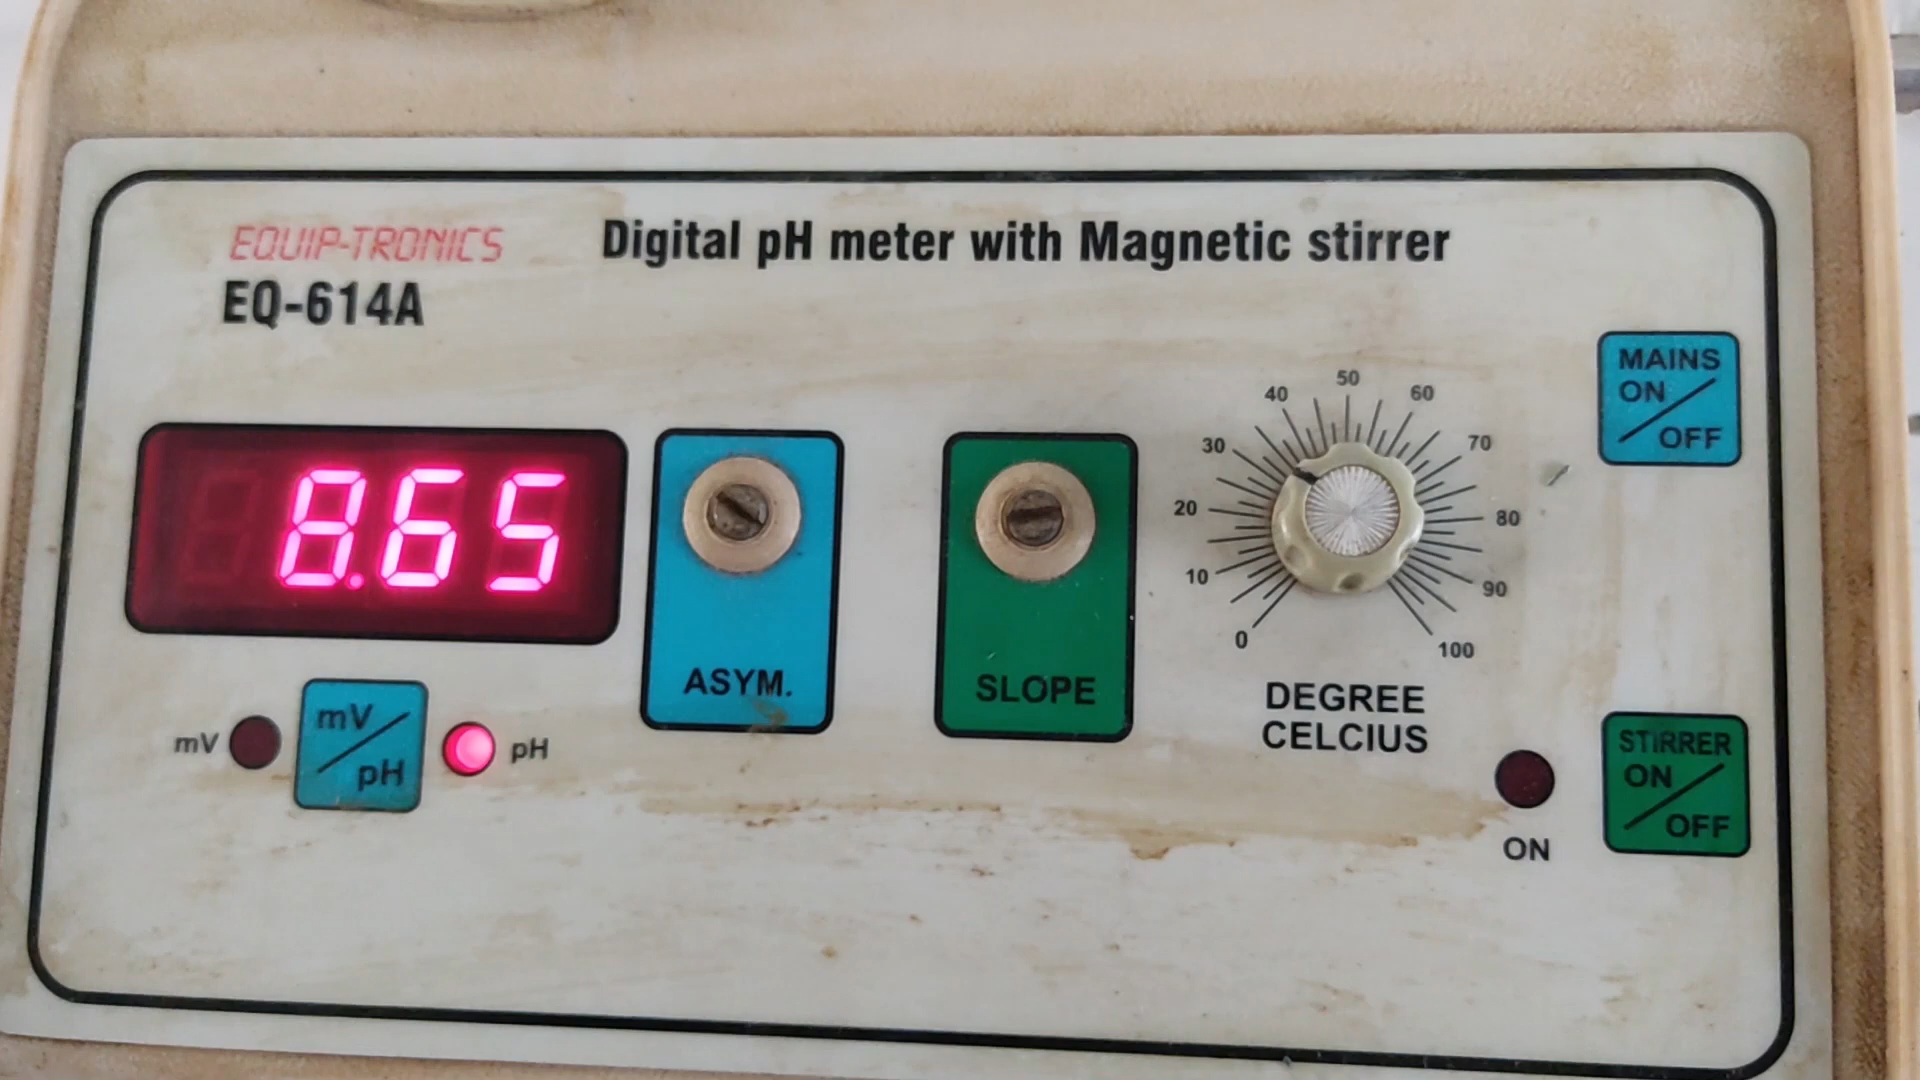 EQUIP-TRONICS
EQ-614A
Digital pH meter with Magnetic stirrer
8.65
mV
mV
pH
pH
ASYM.
SLOPE
0
10
20
30
40
50
60
70
80
90
100
DEGREE
CELCIUS
MAINS
ON
OFF
ON
STIRRER
ON
OFF